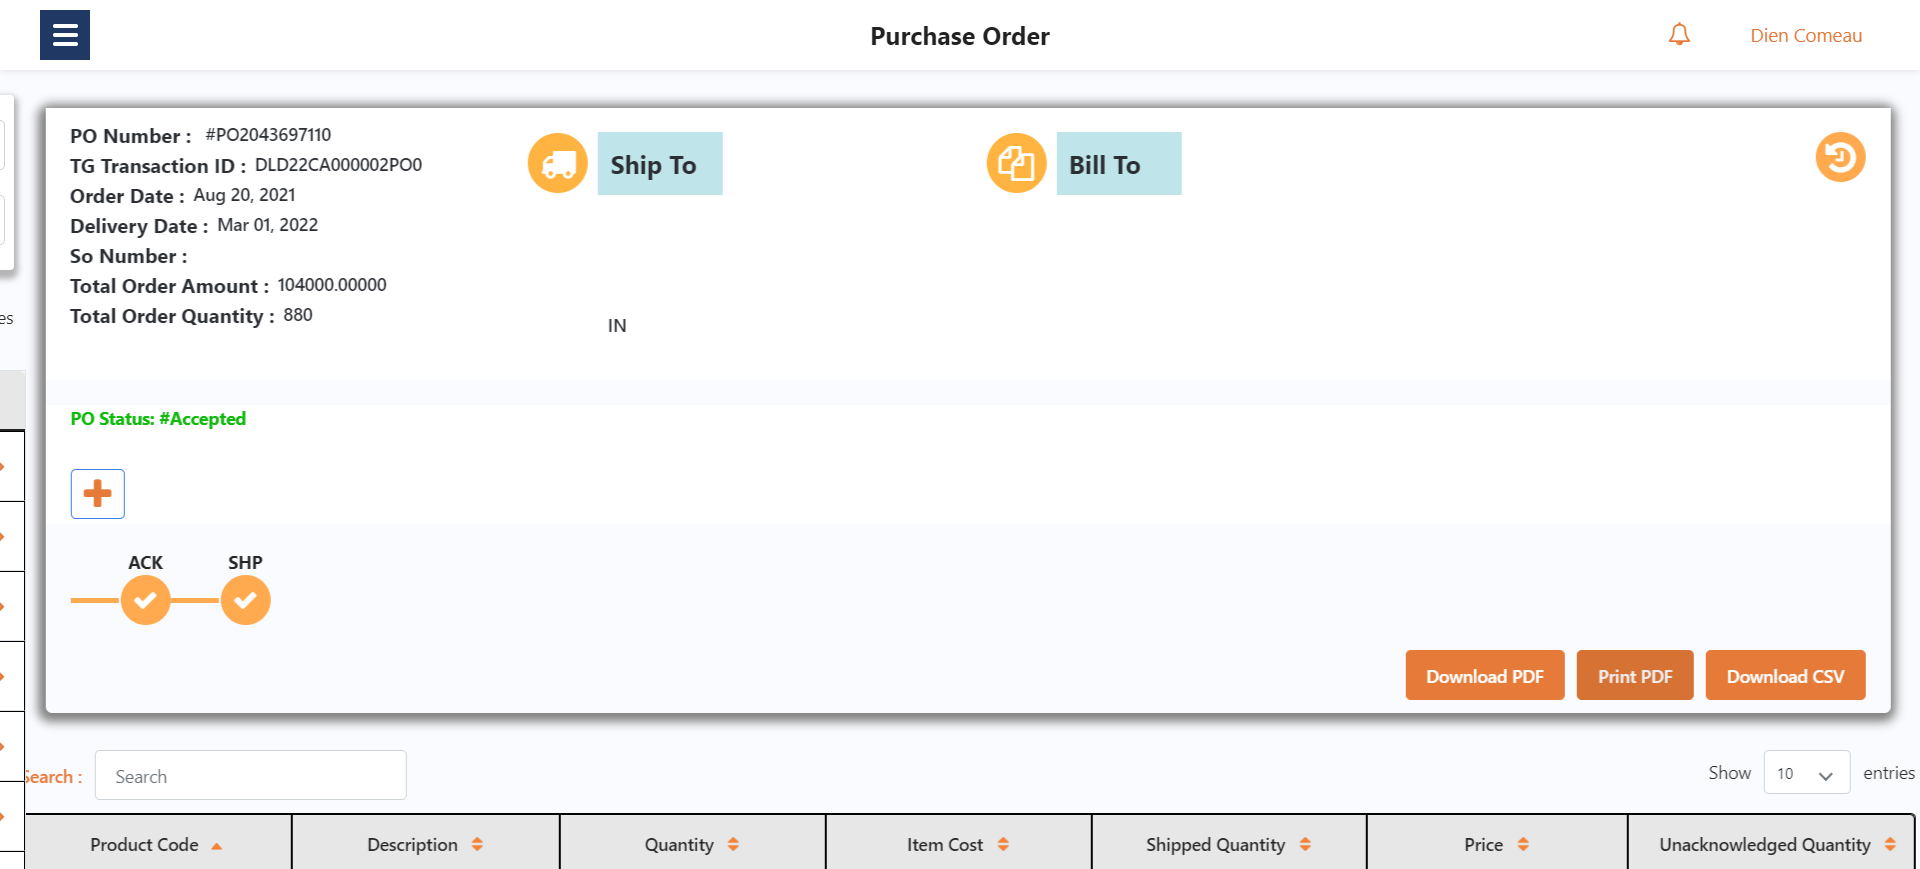 Purchase Order
Dien Comeau
PO Number : #PO2043697110
TG Transaction ID : DLD22CA000002PO0
Order Date : Aug 20, 2021
Delivery Date : Mar 01, 2022
So Number :
Total Order Amount : 104000.00000
Total Order Quantity : 880
Ship To
IN
Bill To
es
PO Status: #Accepted
ACK SHP
Download PDF Print PDF Download CSV
Search : Search
Show 10 entries
Product Code Description Quantity Item Cost Shipped Quantity Price Unacknowledged Quantity